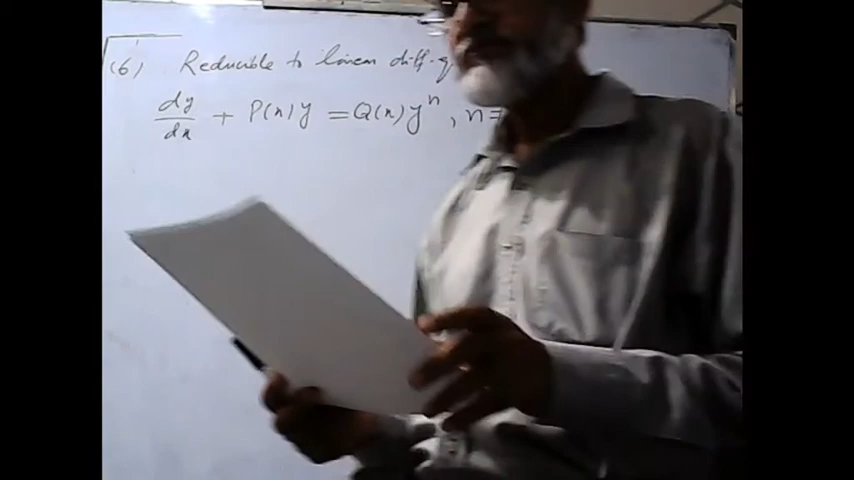 (6) Reducible to linear diff.
dy/dx + P(x)y = Q(x)y^n, n